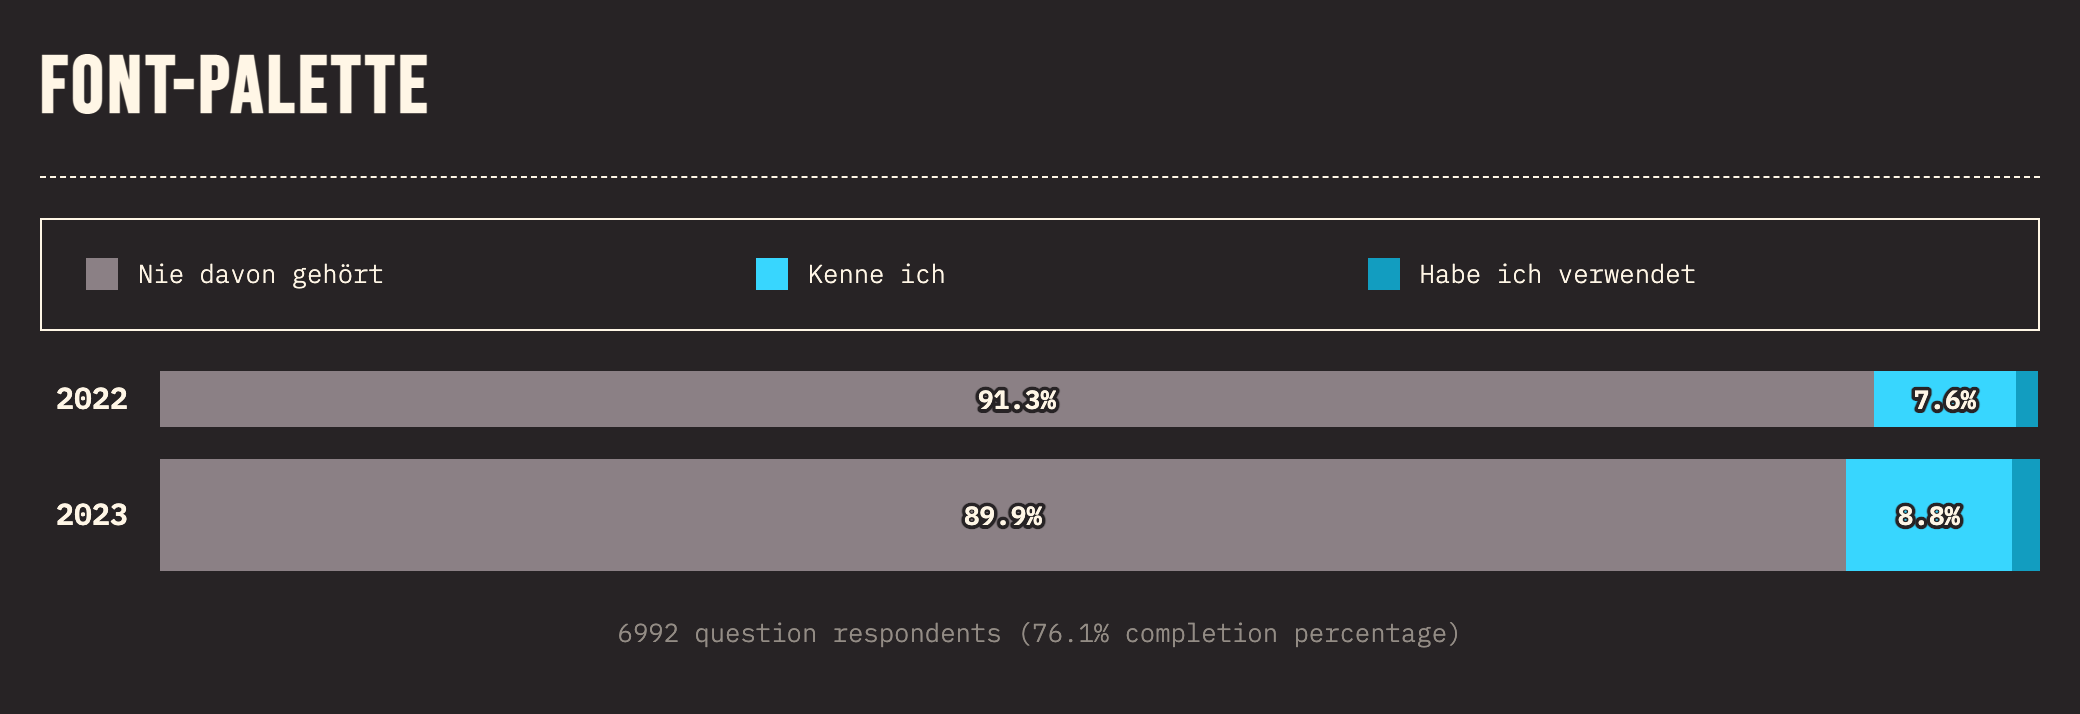 FONT-PALETTE
Nie davon gehört
Kenne ich
Habe ich verwendet
2022 91.3% 7.6%
2023 89.9% 8.8%
6992 question respondents (76.1% completion percentage)